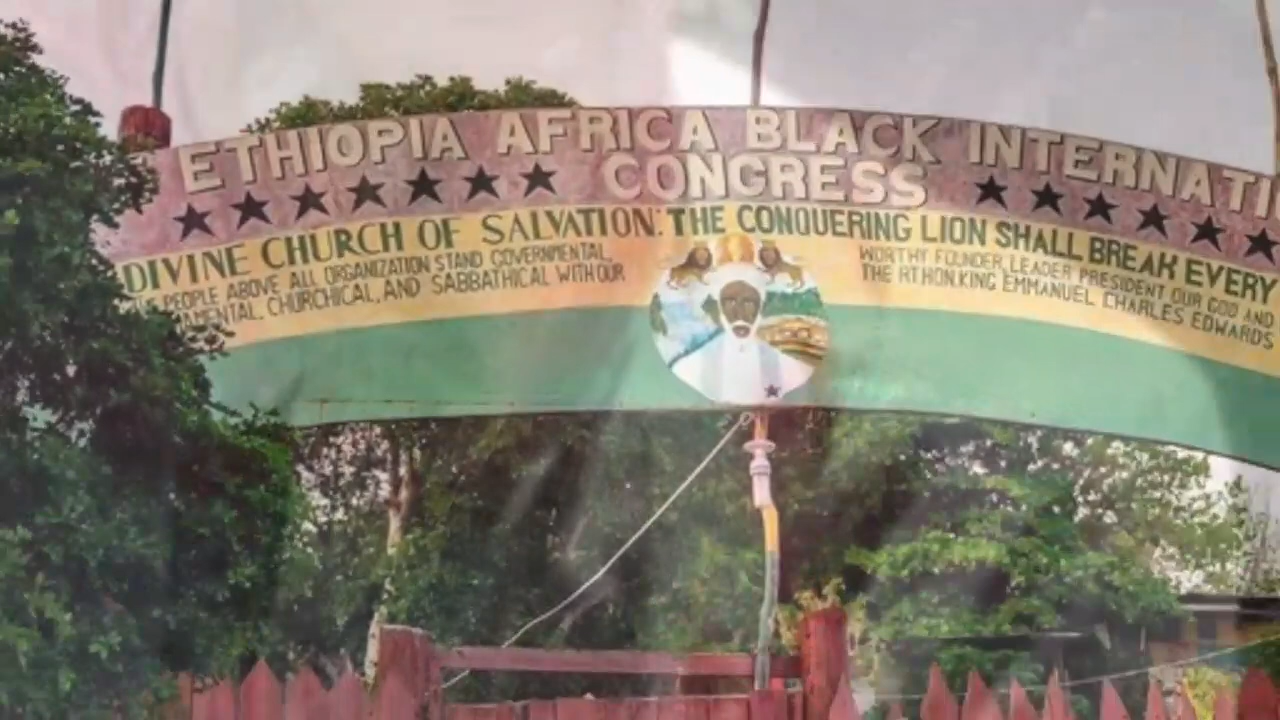 ETHIOPIA AFRICA BLACK INTERNATI
CONGRESS
DIVINE CHURCH OF SALVATION: THE CONQUERING LION SHALL BREAK EVERY
PEOPLE ABOVE ALL ORGANIZATION STAND GOVERNMENTAL,
CHURCHICAL, AND SABBATHICAL WITH OUR
WORTHY FOUNDER, LEADER PRESIDENT OUR GOD AND
THE RT HON.KING EMMANUEL CHARLES EDWARDS